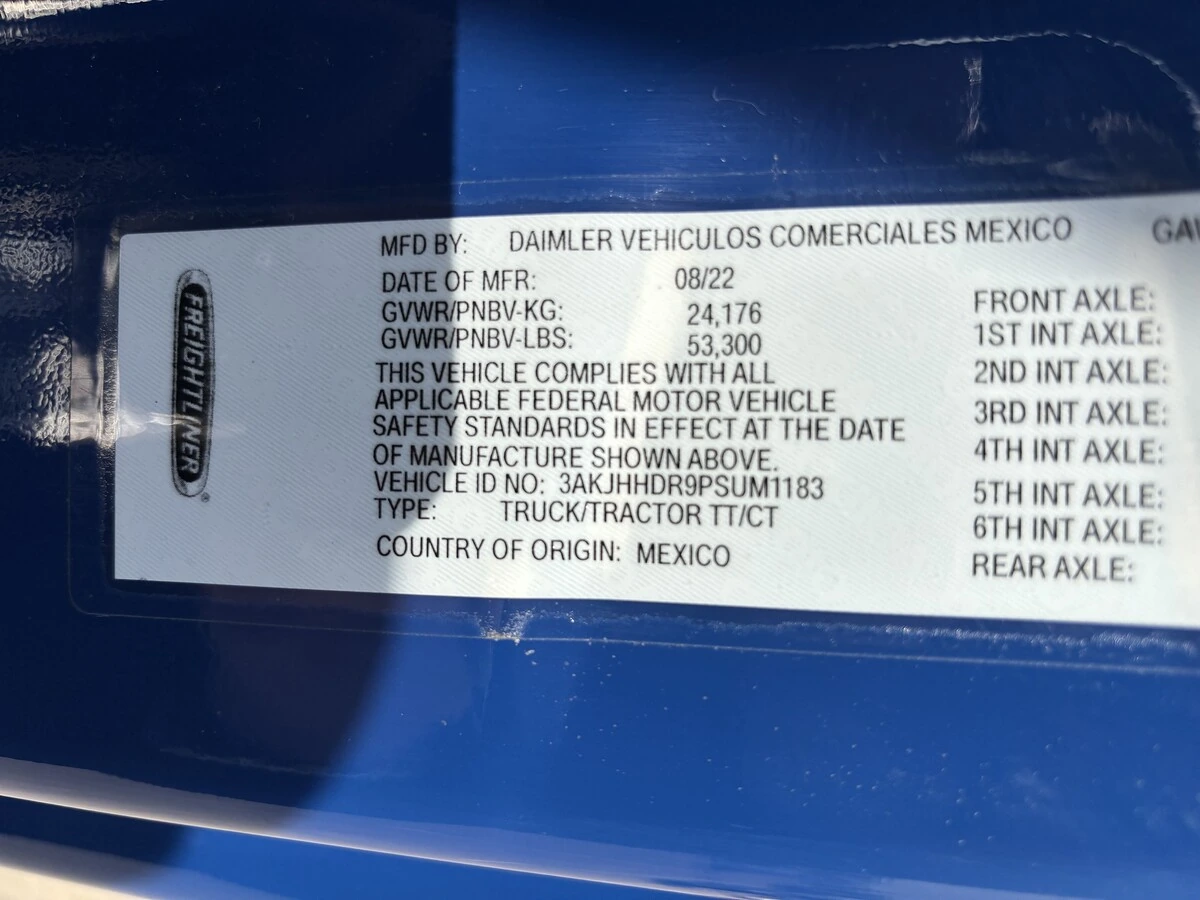 FREIGHTLINER®
MFD BY: DAIMLER VEHICULOS COMERCIALES MEXICO
DATE OF MFR: 08/22
GVWR/PNBV-KG: 24,176
GVWR/PNBV-LBS: 53,300
THIS VEHICLE COMPLIES WITH ALL
APPLICABLE FEDERAL MOTOR VEHICLE
SAFETY STANDARDS IN EFFECT AT THE DATE
OF MANUFACTURE SHOWN ABOVE.
VEHICLE ID NO: 3AKJHHDR9PSUM1183
TYPE: TRUCK/TRACTOR TT/CT
COUNTRY OF ORIGIN: MEXICO
FRONT AXLE:
1ST INT AXLE:
2ND INT AXLE:
3RD INT AXLE:
4TH INT AXLE:
5TH INT AXLE:
6TH INT AXLE:
REAR AXLE: